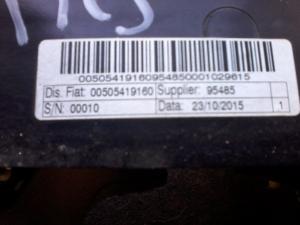 00505419160954850001029615
Dis. Fiat: 00505419160 Supplier: 95485
S/N: 00010 Data: 23/10/2015 1